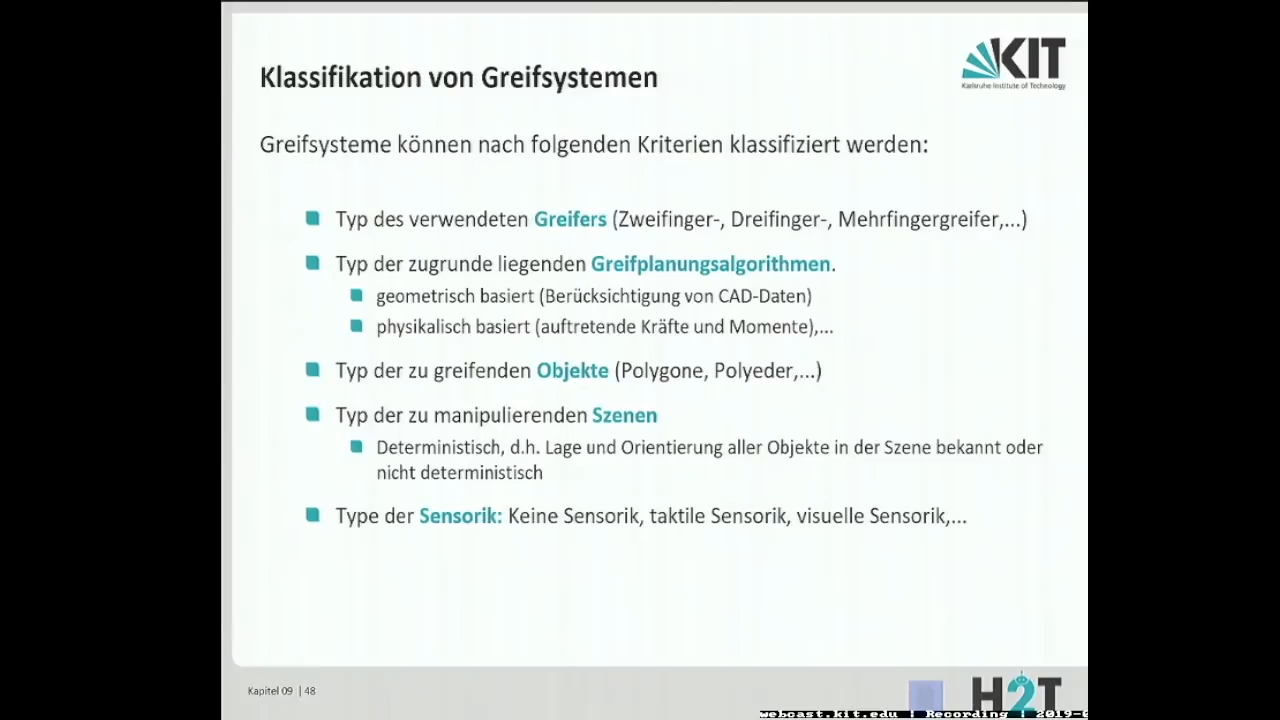 Klassifikation von Greifsystemen
KIT
Karlsruhe Institute of Technology
Greifsysteme können nach folgenden Kriterien klassifiziert werden:
Typ des verwendeten Greifers (Zweifinger-, Dreifinger-, Mehrfingergreifer,...)
Typ der zugrunde liegenden Greifplanungsalgorithmen.
geometrisch basiert (Berücksichtigung von CAD-Daten)
physikalisch basiert (auftretende Kräfte und Momente),...
Typ der zu greifenden Objekte (Polygone, Polyeder,...)
Typ der zu manipulierenden Szenen
Deterministisch, d.h. Lage und Orientierung aller Objekte in der Szene bekannt oder
nicht deterministisch
Type der Sensorik: Keine Sensorik, taktile Sensorik, visuelle Sensorik,...
Kapitel 09 | 48
H2T
webcast.kit.edu | Recording |